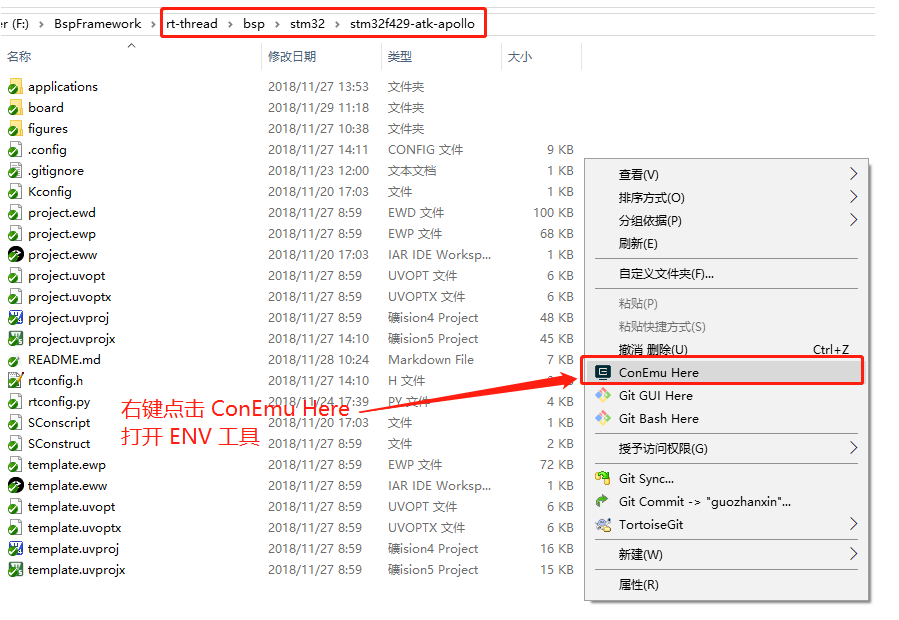 er (F:) › BspFramework › rt-thread › bsp › stm32 › stm32f429-atk-apollo
名称 修改日期 类型 大小
applications 2018/11/27 13:53 文件夹
board 2018/11/29 11:18 文件夹
figures 2018/11/27 10:38 文件夹
.config 2018/11/27 14:11 CONFIG 文件 9 KB
.gitignore 2018/11/23 12:00 文本文档 1 KB
Kconfig 2018/11/20 17:03 文件 1 KB
project.ewd 2018/11/27 8:59 EWD 文件 100 KB
project.ewp 2018/11/27 8:59 EWP 文件 68 KB
project.eww 2018/11/20 17:03 IAR IDE Worksp... 1 KB
project.uvopt 2018/11/27 8:59 UVOPT 文件 6 KB
project.uvoptx 2018/11/27 8:59 UVOPTX 文件 6 KB
project.uvproj 2018/11/27 8:59 礦ision4 Project 48 KB
project.uvprojx 2018/11/27 14:10 礦ision5 Project 45 KB
README.md 2018/11/28 10:24 Markdown File 7 KB
rtconfig.h 2018/11/27 14:10 H 文件 KB
rtconfig.py 2018/11/27 17:39 PY 文件 4 KB
SConscript 2018/11/20 17:03 文件 1 KB
SConstruct 2018/11/27 8:59 文件 2 KB
template.ewp 2018/11/27 8:59 EWP 文件 72 KB
template.eww 2018/11/20 17:03 IAR IDE Worksp... 1 KB
template.uvopt 2018/11/27 8:59 UVOPT 文件 6 KB
template.uvoptx 2018/11/27 8:59 UVOPTX 文件 6 KB
template.uvproj 2018/11/27 8:59 礦ision4 Project 16 KB
template.uvprojx 2018/11/27 8:59 礦ision5 Project 15 KB
右键点击 ConEmu Here
打开 ENV 工具
查看(V)
排序方式(O)
分组依据(P)
刷新(E)
自定义文件夹(F)...
粘贴(P)
粘贴快捷方式(S)
撤消 删除(U) Ctrl+Z
ConEmu Here
Git GUI Here
Git Bash Here
授予访问权限(G)
Git Sync...
Git Commit -> "guozhanxin"...
TortoiseGit
新建(W)
属性(R)